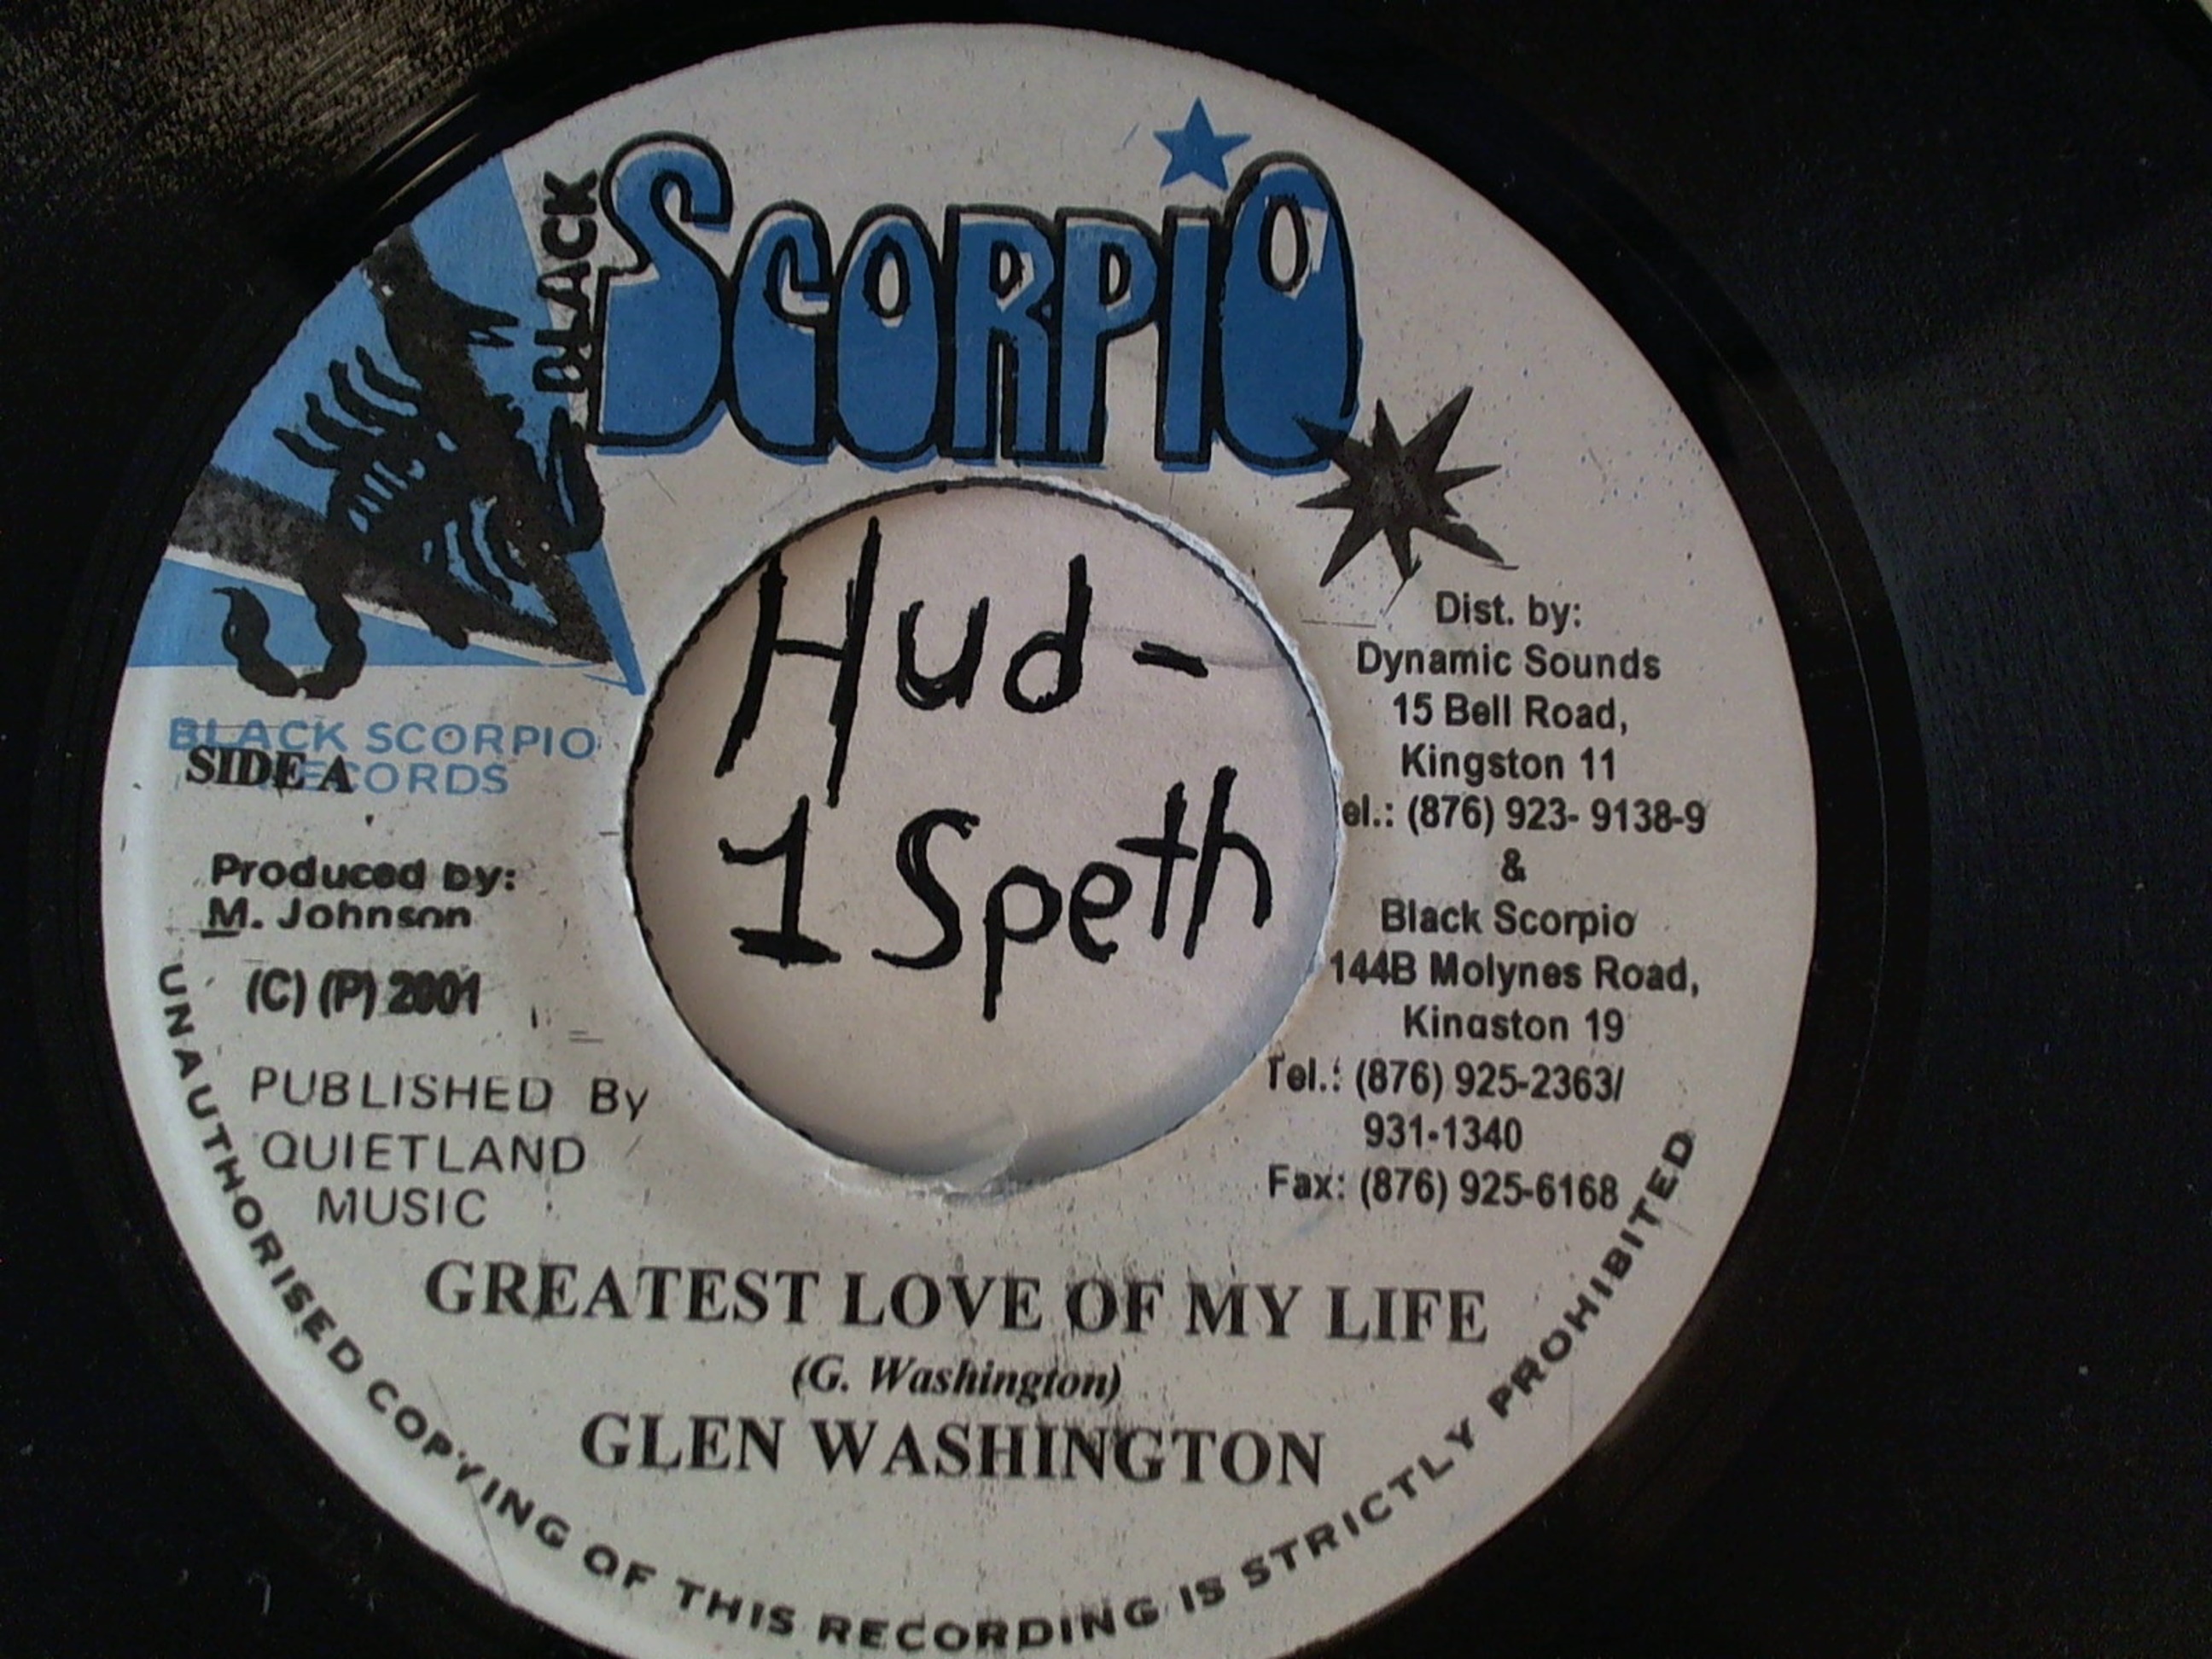 BLACK
SCORPIO
BLACK SCORPIO
RECORDS
SIDE A
Produced by:
M. Johnson
(C) (P) 2001
PUBLISHED By
QUIETLAND
MUSIC
Hud-
1 Speth
Dist. by:
Dynamic Sounds
15 Bell Road,
Kingston 11
el.: (876) 923- 9138-9
&
Black Scorpio
144B Molynes Road,
Kingston 19
Tel.: (876) 925-2363/
931-1340
Fax: (876) 925-6168
GREATEST LOVE OF MY LIFE
(G. Washington)
GLEN WASHINGTON
UNAUTHORISED COPYING OF THIS RECORDING IS STRICTLY PROHIBITED